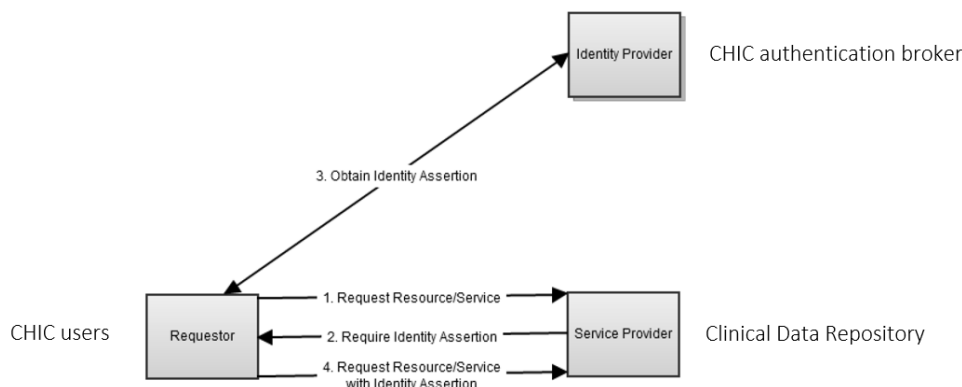 Identity Provider
CHIC authentication broker
3. Obtain Identity Assertion
1. Request Resource/Service
CHIC users
Requestor
2. Require Identity Assertion
Service Provider
Clinical Data Repository
4. Request Resource/Service
with Identity Assertion